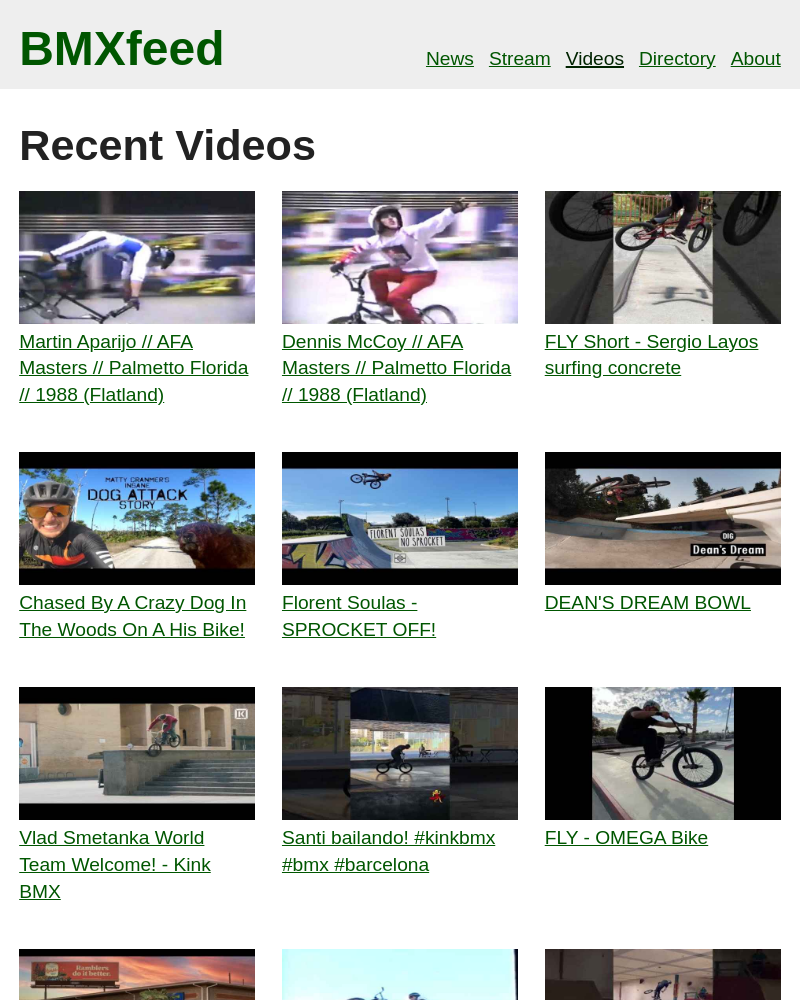 BMXfeed
News Stream Videos Directory About
Recent Videos
Martin Aparijo // AFA
Masters // Palmetto Florida
// 1988 (Flatland)
Dennis McCoy // AFA
Masters // Palmetto Florida
// 1988 (Flatland)
FLY Short - Sergio Layos
surfing concrete
MATTY CRANMER'S
INSANE
DOG ATTACK
STORY
Chased By A Crazy Dog In
The Woods On A His Bike!
FLORENT SOULAS
NO SPROCKET
Florent Soulas -
SPROCKET OFF!
DIG
Dean's Dream
DEAN'S DREAM BOWL
K
Vlad Smetanka World
Team Welcome! - Kink
BMX
Santi bailando! #kinkbmx
#bmx #barcelona
FLY - OMEGA Bike
Ramblers
do it better.